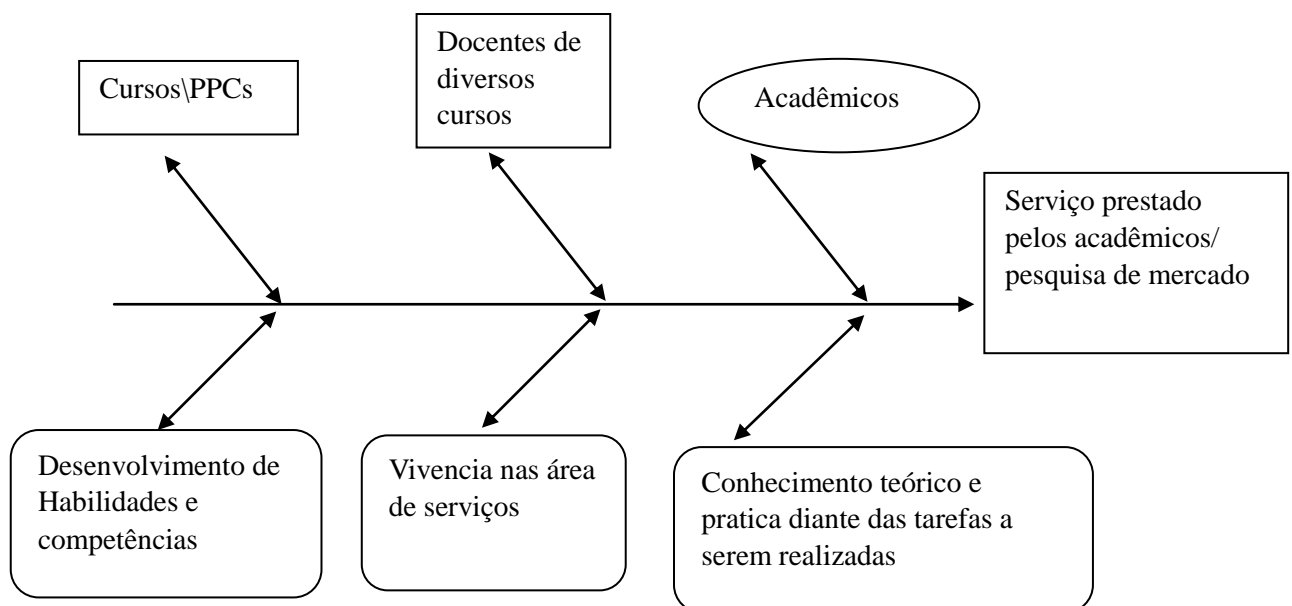 Cursos\PPCs
Docentes de
diversos
cursos
Acadêmicos
Serviço prestado
pelos acadêmicos/
pesquisa de mercado
Desenvolvimento de
Habilidades e
competências
Vivencia nas área
de serviços
Conhecimento teórico e
pratica diante das tarefas a
serem realizadas